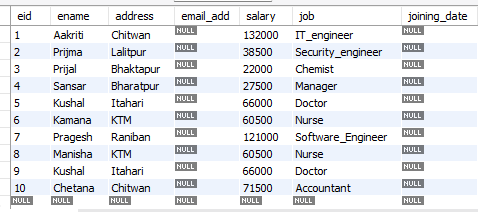 eid ename address email_add salary job joining_date
1 Aakriti Chitwan NULL 132000 IT_engineer NULL
2 Prijma Lalitpur NULL 38500 Security_engineer NULL
3 Prijal Bhaktapur NULL 22000 Chemist NULL
4 Sansar Bharatpur NULL 27500 Manager NULL
5 Kushal Itahari NULL 66000 Doctor NULL
6 Kamana KTM NULL 60500 Nurse NULL
7 Pragesh Raniban NULL 121000 Software_Engineer NULL
8 Manisha KTM NULL 60500 Nurse NULL
9 Kushal Itahari NULL 66000 Doctor NULL
10 Chetana Chitwan NULL 71500 Accountant NULL
NULL NULL NULL NULL NULL NULL NULL